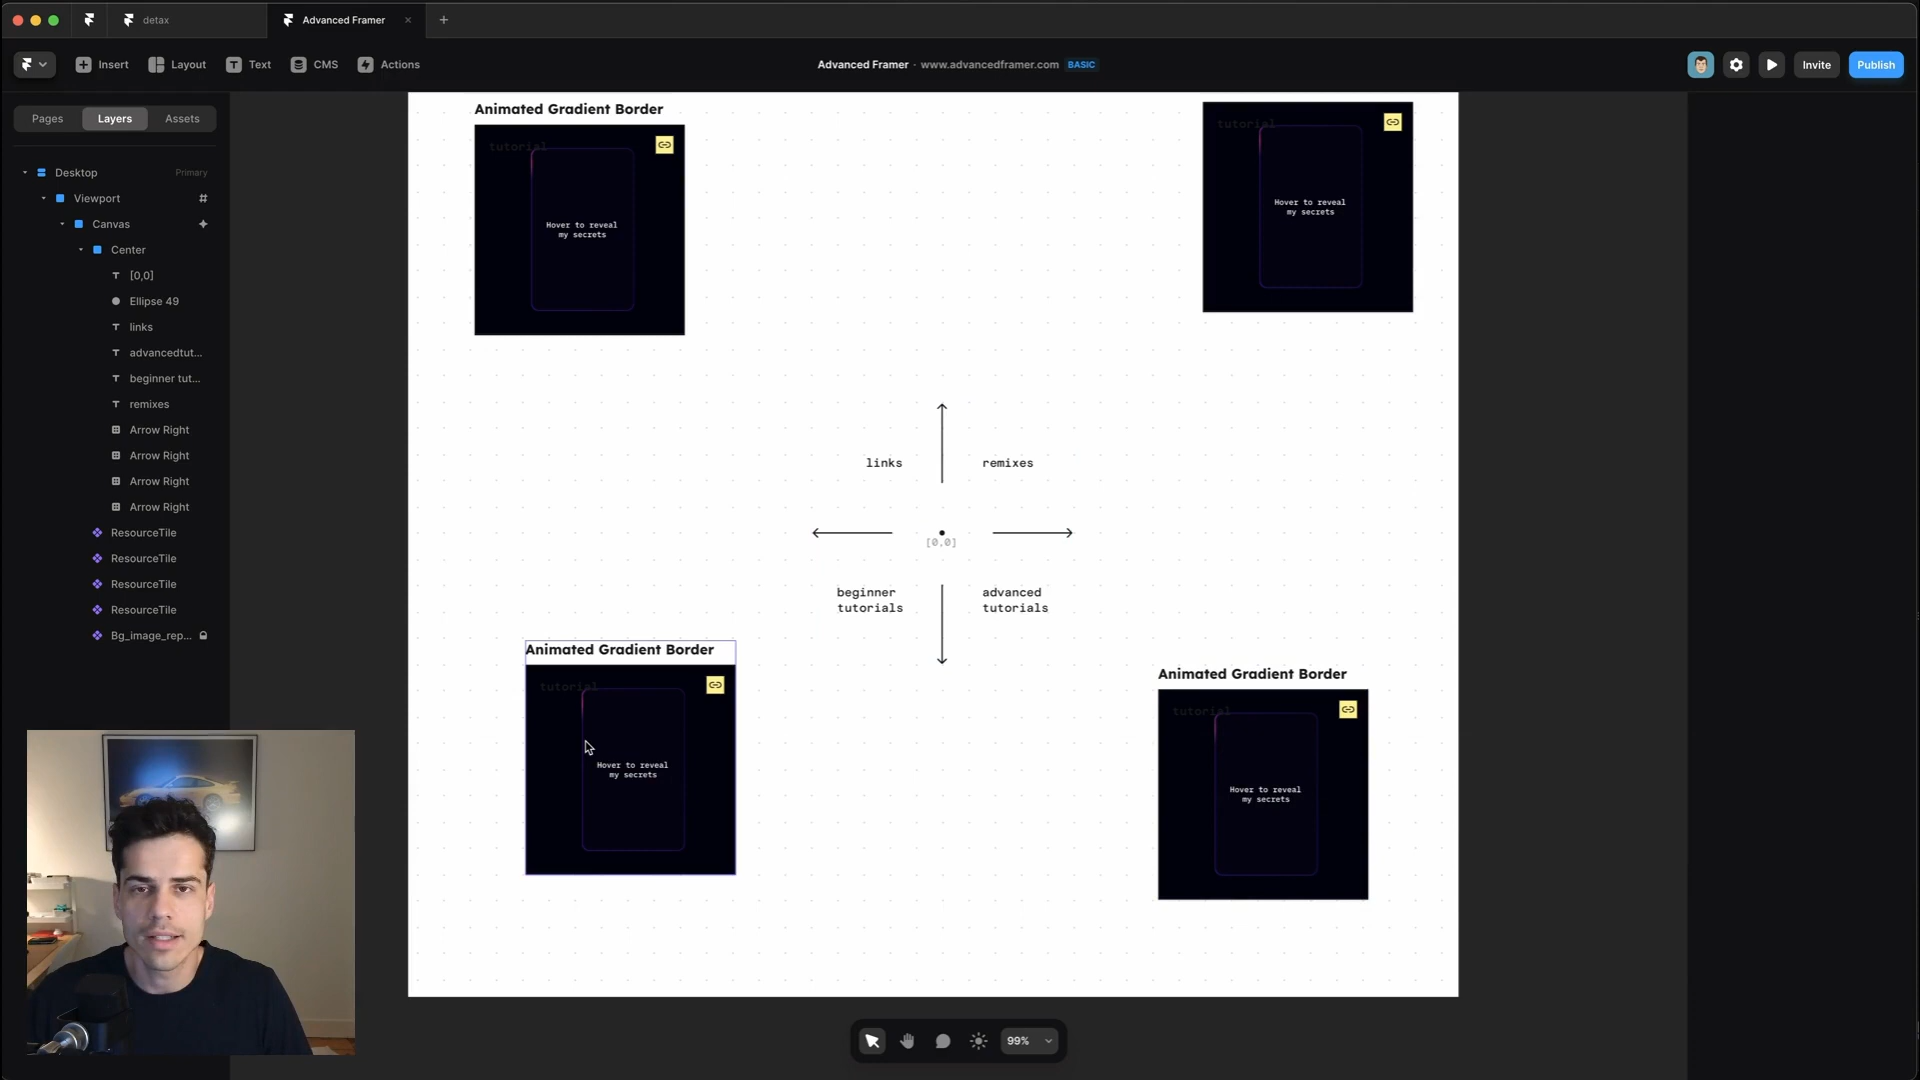 detax
Advanced Framer
Insert
Layout
Text
CMS
Actions
Advanced Framer · www.advancedframer.com BASIC
Invite
Publish
Pages
Layers
Assets
Desktop
Primary
Viewport
Canvas
Center
[0,0]
Ellipse 49
links
advancedtut...
beginner tut...
remixes
Arrow Right
Arrow Right
Arrow Right
Arrow Right
ResourceTile
ResourceTile
ResourceTile
ResourceTile
Bg_image_rep...
Animated Gradient Border
tutorial
Hover to reveal
my secrets
tutorial
Hover to reveal
my secrets
links
remixes
[0,0]
beginner
tutorials
advanced
tutorials
Animated Gradient Border
tutorial
Hover to reveal
my secrets
Animated Gradient Border
tutorial
Hover to reveal
my secrets
99%